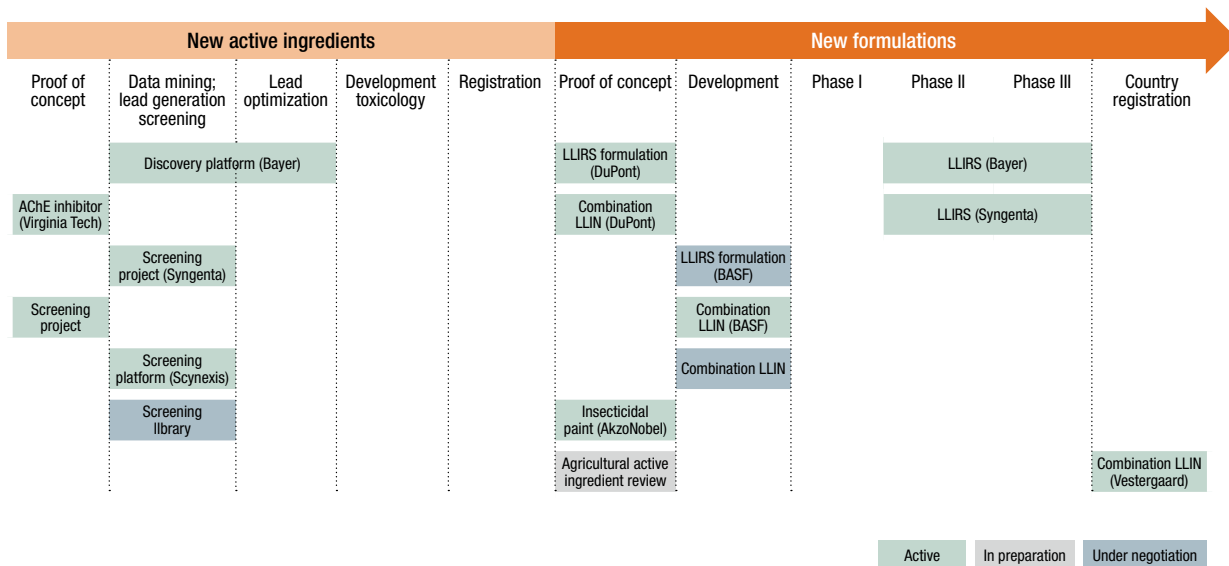 New active ingredients
New formulations
Proof of
concept
Data mining;
lead generation
screening
Lead
optimization
Development
toxicology
Registration
Proof of concept
Development
Phase I
Phase II
Phase III
Country
registration
Discovery platform (Bayer)
LLIRS formulation
(DuPont)
LLIRS (Bayer)
AChE inhibitor
(Virginia Tech)
Combination
LLIN (DuPont)
LLIRS (Syngenta)
Screening
project (Syngenta)
LLIRS formulation
(BASF)
Screening
project
Combination
LLIN (BASF)
Screening
platform (Scynexis)
Combination LLIN
Screening
lIbrary
Insecticidal
paint (AkzoNobel)
Agricultural active
ingredient review
Combination LLIN
(Vestergaard)
Active
In preparation
Under negotiation